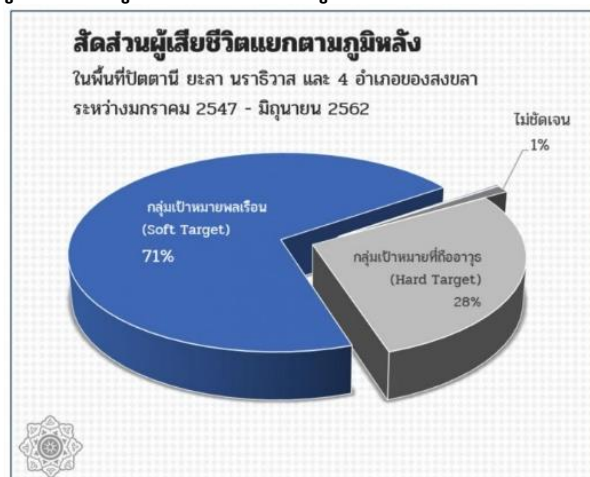 สัดส่วนผู้เสียชีวิตแยกตามภูมิหลัง
ในพื้นที่ปัตตานี ยะลา นราธิวาส และ 4 อำเภอของสงขลา
ระหว่างมกราคม 2547 - มิถุนายน 2562
ไม่ชัดเจน
1%
กลุ่มเป้าหมายพลเรือน
(Soft Target)
71%
กลุ่มเป้าหมายที่ถืออาวุธ
(Hard Target)
28%